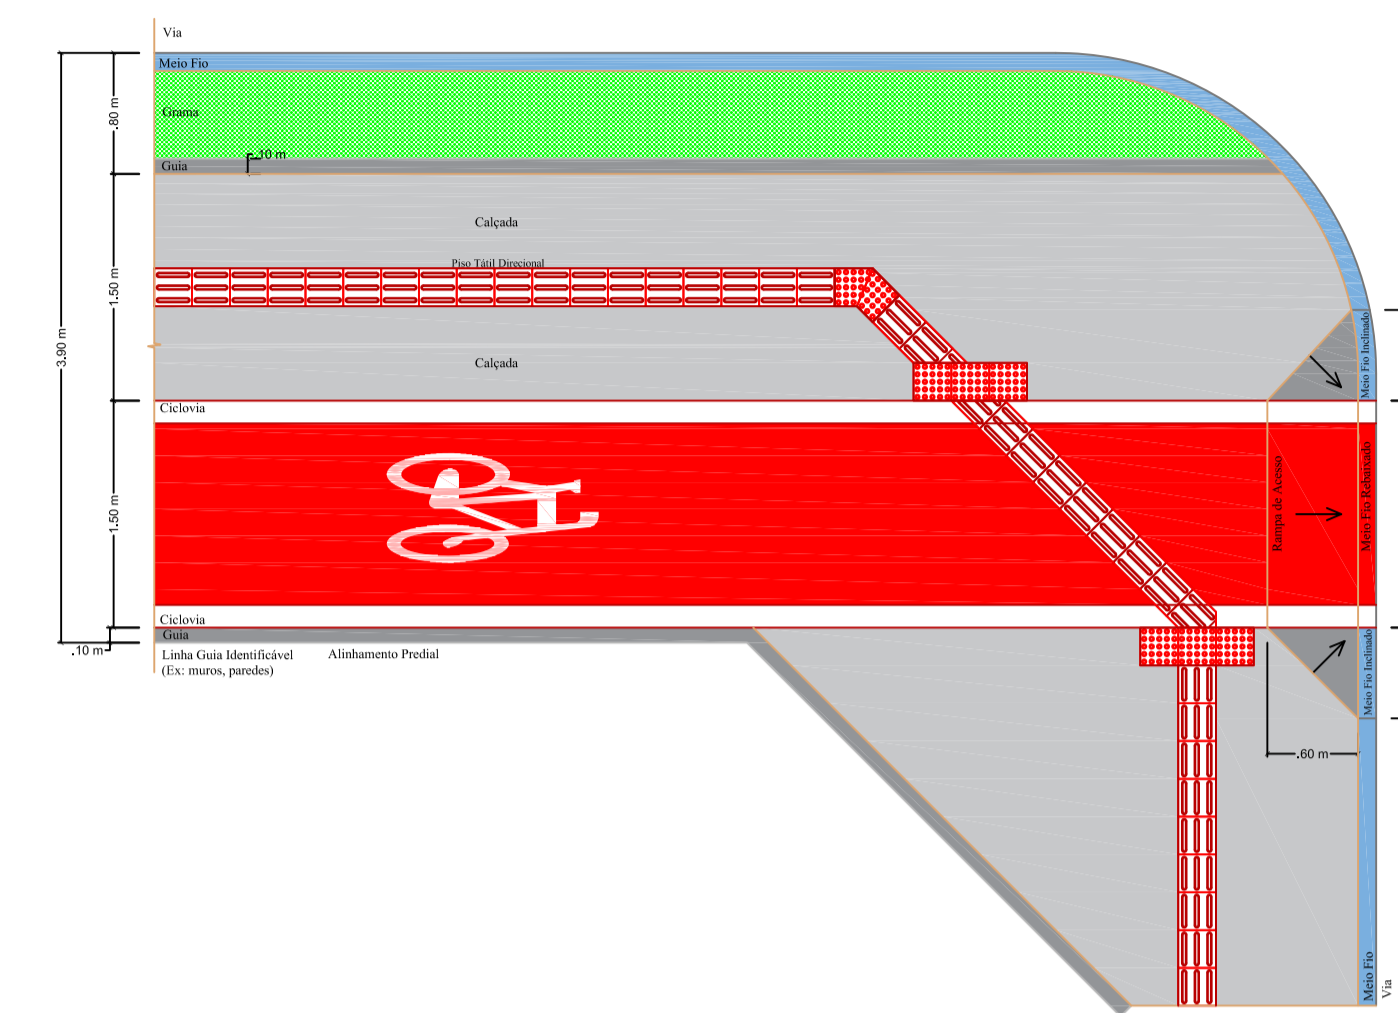 Via
Meio Fio
Grama
Guia
.10 m
Calçada
Piso Tátil Direcional
Calçada
Ciclovia
Ciclovia
Guia
Linha Guia Identificável
(Ex: muros, paredes)
Alinhamento Predial
.80 m
1.50 m
3.90 m
1.50 m
.10 m
Rampa de Acesso
Meio Fio Inclinado
Meio Fio Rebaixado
Meio Fio Inclinado
.60 m
Meio Fio
Via